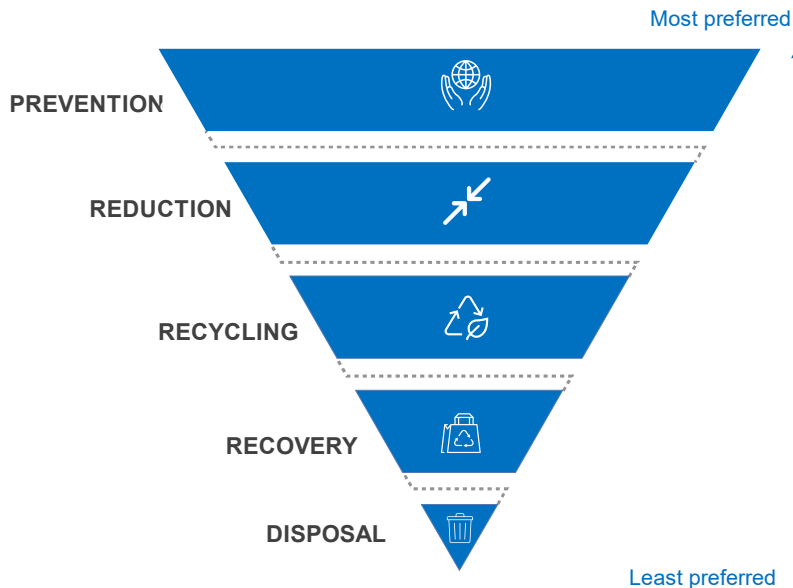 Most preferred
PREVENTION
REDUCTION
RECYCLING
RECOVERY
DISPOSAL
Least preferred